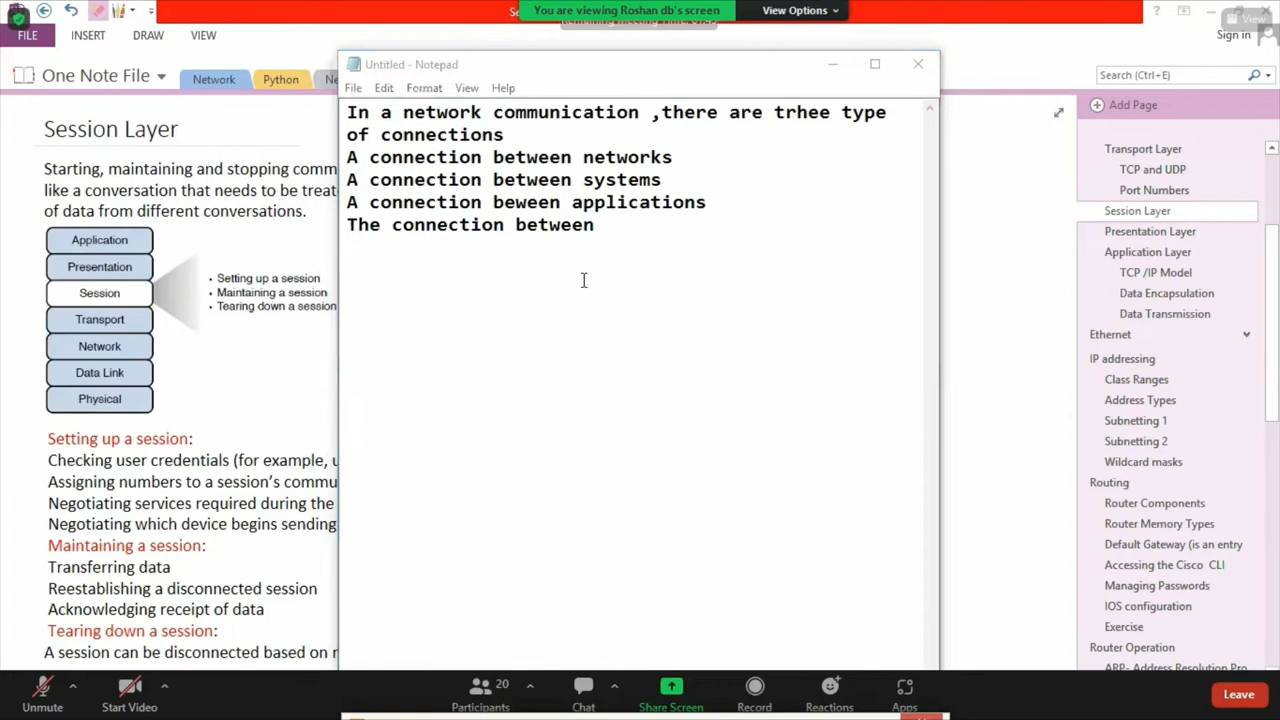 You are viewing Roshan db's screen
View Options
View
FILE
INSERT
DRAW
VIEW
Sign in
One Note File
Network
Python
Ne
Search (Ctrl+E)
Untitled - Notepad
File Edit Format View Help
In a network communication ,there are trhee type
of connections
A connection between networks
A connection between systems
A connection beween applications
The connection between
Session Layer
Starting, maintaining and stopping comm
like a conversation that needs to be treate
of data from different conversations.
Application
Presentation
Session
Transport
Network
Data Link
Physical
• Setting up a session
• Maintaining a session
• Tearing down a session
Setting up a session:
Checking user credentials (for example, u
Assigning numbers to a session's commu
Negotiating services required during the
Negotiating which device begins sending
Maintaining a session:
Transferring data
Reestablishing a disconnected session
Acknowledging receipt of data
Tearing down a session:
A session can be disconnected based on
Add Page
Transport Layer
TCP and UDP
Port Numbers
Session Layer
Presentation Layer
Application Layer
TCP /IP Model
Data Encapsulation
Data Transmission
Ethernet
IP addressing
Class Ranges
Address Types
Subnetting 1
Subnetting 2
Wildcard masks
Routing
Router Components
Router Memory Types
Default Gateway (is an entry
Accessing the Cisco CLI
Managing Passwords
IOS configuration
Exercise
Router Operation
ARP- Address Resolution Pro
Unmute
Start Video
20
Participants
Chat
Share Screen
Record
Reactions
Apps
Leave